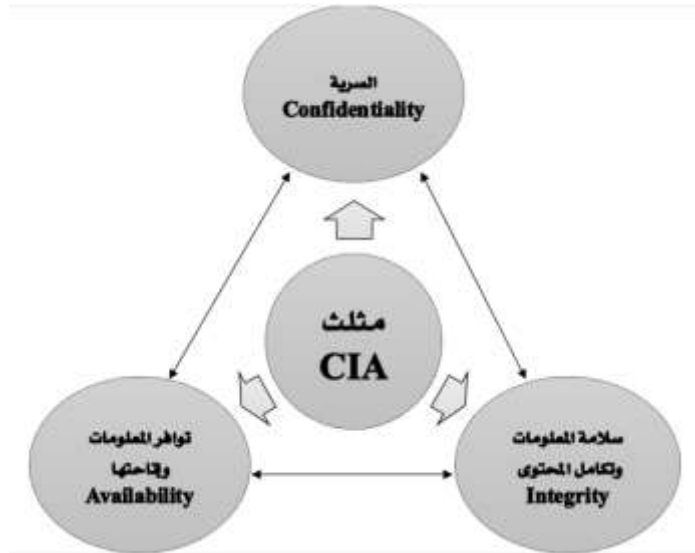 السرية
Confidentiality
مثلث
CIA
توافر المعلومات
وإتاحتها
Availability
سلامة المعلومات
وتكامل المحتوى
Integrity